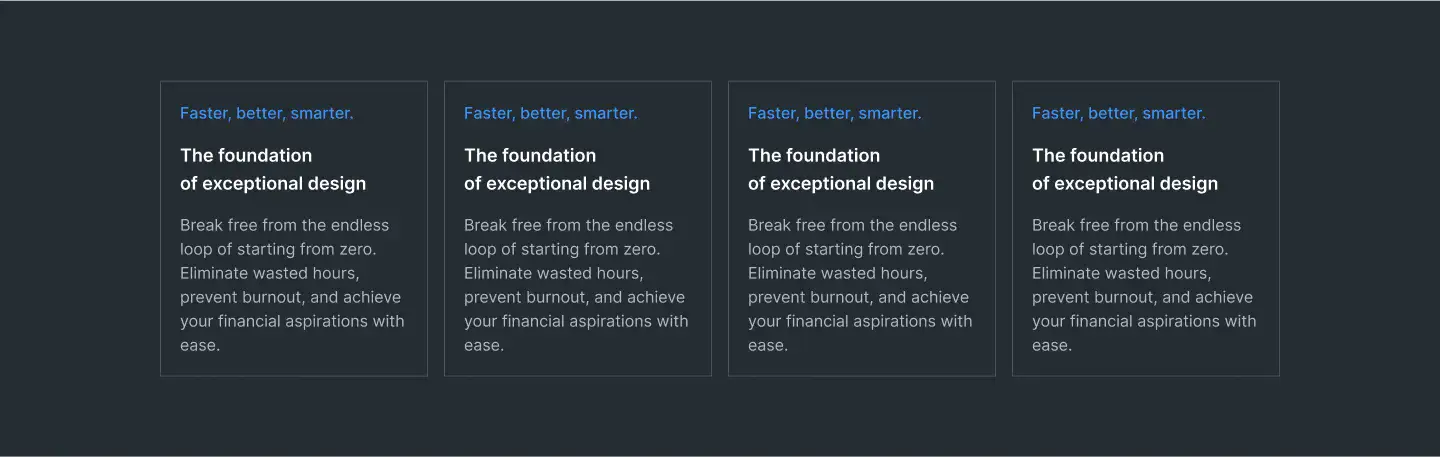 Faster, better, smarter.
The foundation
of exceptional design
Break free from the endless
loop of starting from zero.
Eliminate wasted hours,
prevent burnout, and achieve
your financial aspirations with
ease.
Faster, better, smarter.
The foundation
of exceptional design
Break free from the endless
loop of starting from zero.
Eliminate wasted hours,
prevent burnout, and achieve
your financial aspirations with
ease.
Faster, better, smarter.
The foundation
of exceptional design
Break free from the endless
loop of starting from zero.
Eliminate wasted hours,
prevent burnout, and achieve
your financial aspirations with
ease.
Faster, better, smarter.
The foundation
of exceptional design
Break free from the endless
loop of starting from zero.
Eliminate wasted hours,
prevent burnout, and achieve
your financial aspirations with
ease.